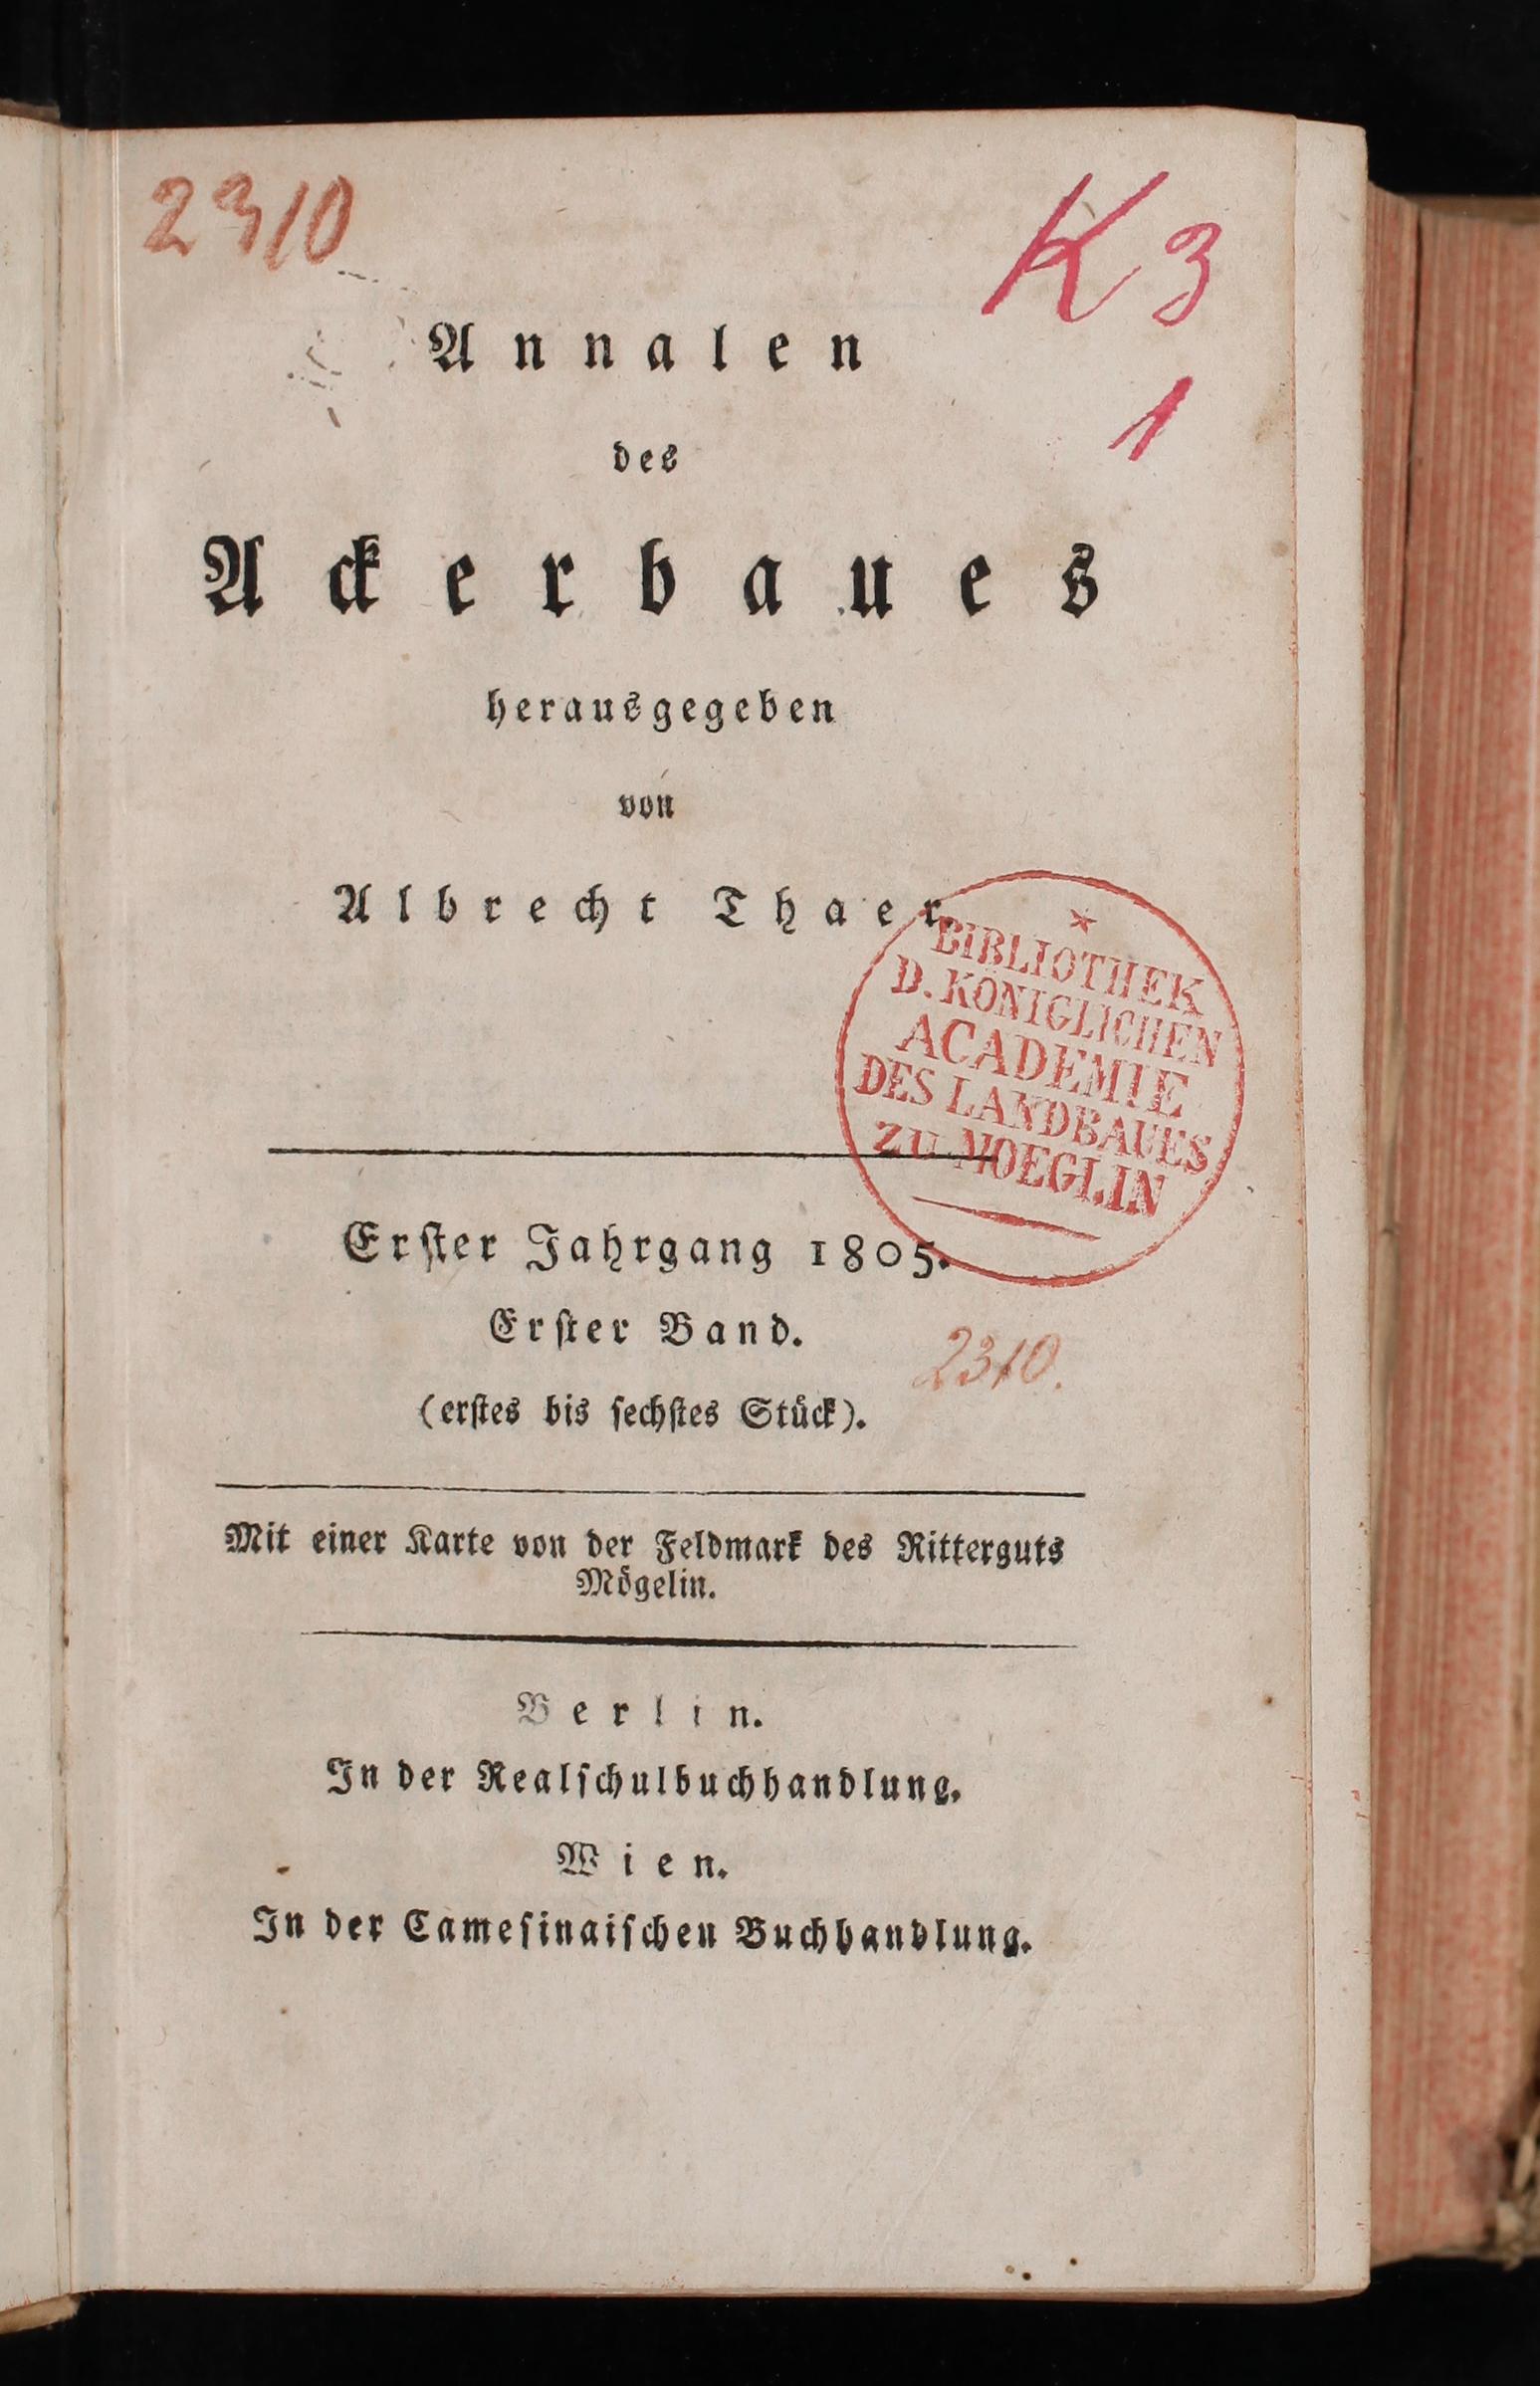 2310
K 3
1
Annalen
des
Ackerbaues
herausgegeben
von
Albrecht Thaer.
BIBLIOTHEK
D. KÖNIGLICHEN
ACADEMIE
DES LANDBAUES
ZU MOEGLIN
Erſter Jahrgang 1805.
Erſter Band.
2310.
(erſtes bis ſechſtes Stück).
Mit einer Karte von der Feldmark des Ritterguts
Mögelin.
Berlin.
In der Realſchulbuchhandlung.
Wien.
In der Cameſinaiſchen Buchhandlung.